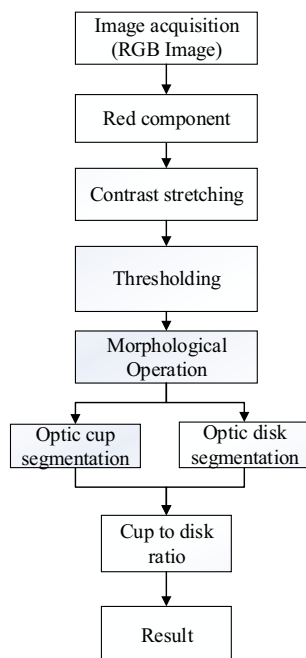 Image acquisition
(RGB Image)
Red component
Contrast stretching
Thresholding
Morphological
Operation
Optic cup
segmentation
Optic disk
segmentation
Cup to disk
ratio
Result